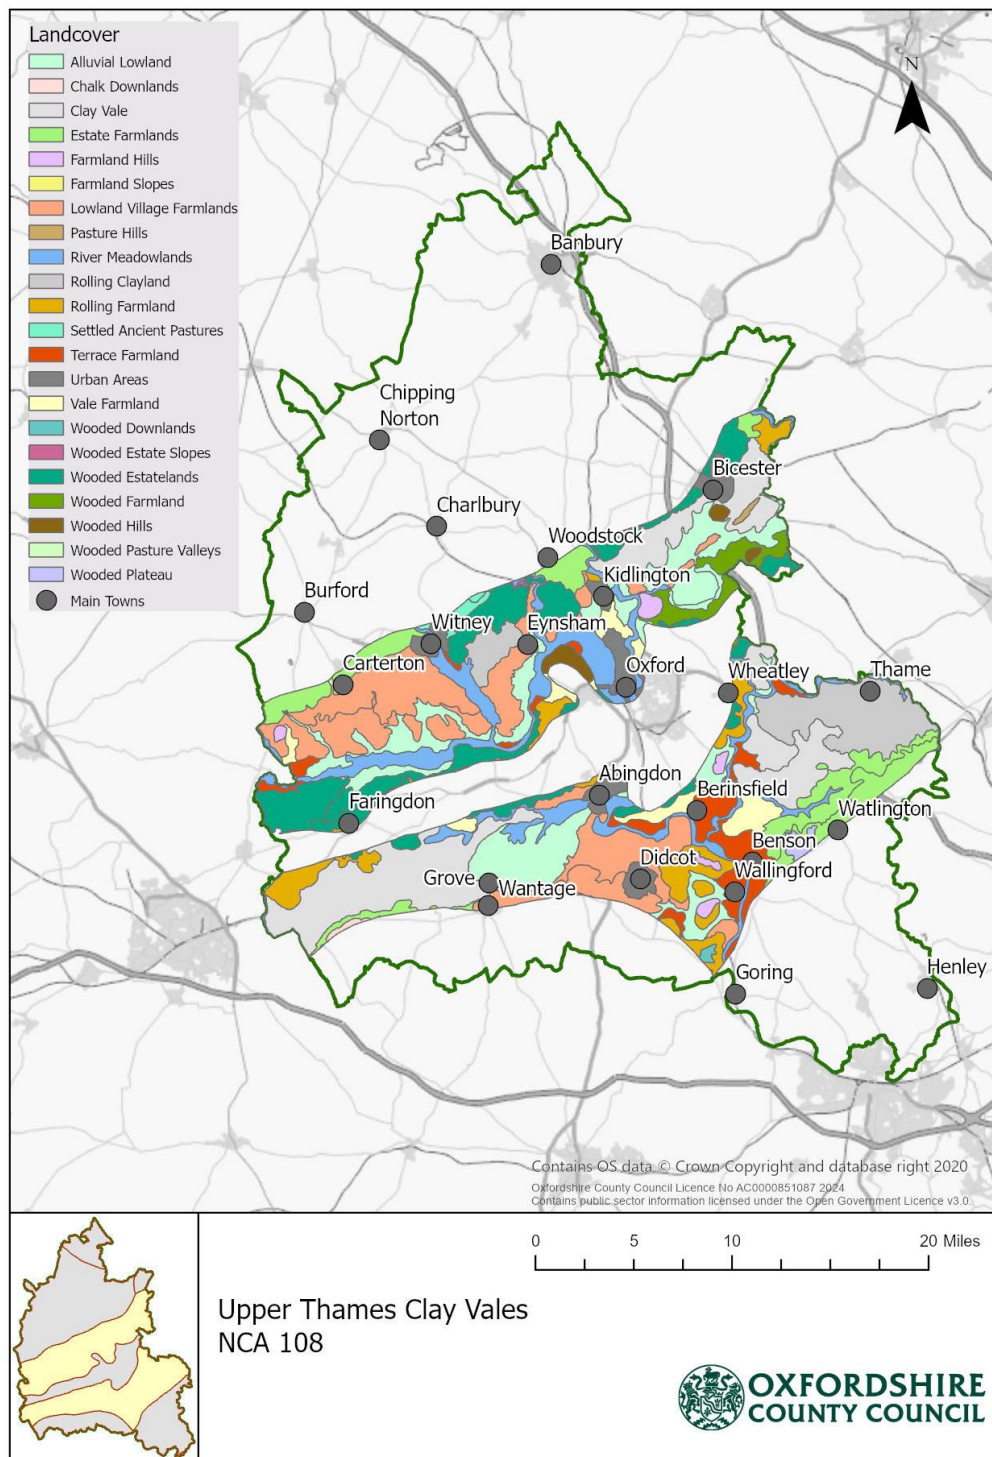 Landcover
Alluvial Lowland
Chalk Downlands
Clay Vale
Estate Farmlands
Farmland Hills
Farmland Slopes
Lowland Village Farmlands
Pasture Hills
River Meadowlands
Rolling Clayland
Rolling Farmland
Settled Ancient Pastures
Terrace Farmland
Urban Areas
Vale Farmland
Wooded Downlands
Wooded Estate Slopes
Wooded Estatelands
Wooded Farmland
Wooded Hills
Wooded Pasture Valleys
Wooded Plateau
Main Towns
N
Banbury
Chipping
Norton
Bicester
Charlbury
Woodstock
Kidlington
Burford
Witney
Eynsham
Carterton
Oxford
Wheatley
Thame
Abingdon
Berinsfield
Faringdon
Watlington
Benson
Didcot
Wallingford
Grove
Wantage
Goring
Henley
Contains OS data © Crown Copyright and database right 2020
Oxfordshire County Council Licence No AC0000851087 2024
Contains public sector information licensed under the Open Government Licence v3.0.
0 5 10 20 Miles
Upper Thames Clay Vales
NCA 108
OXFORDSHIRE
COUNTY COUNCIL